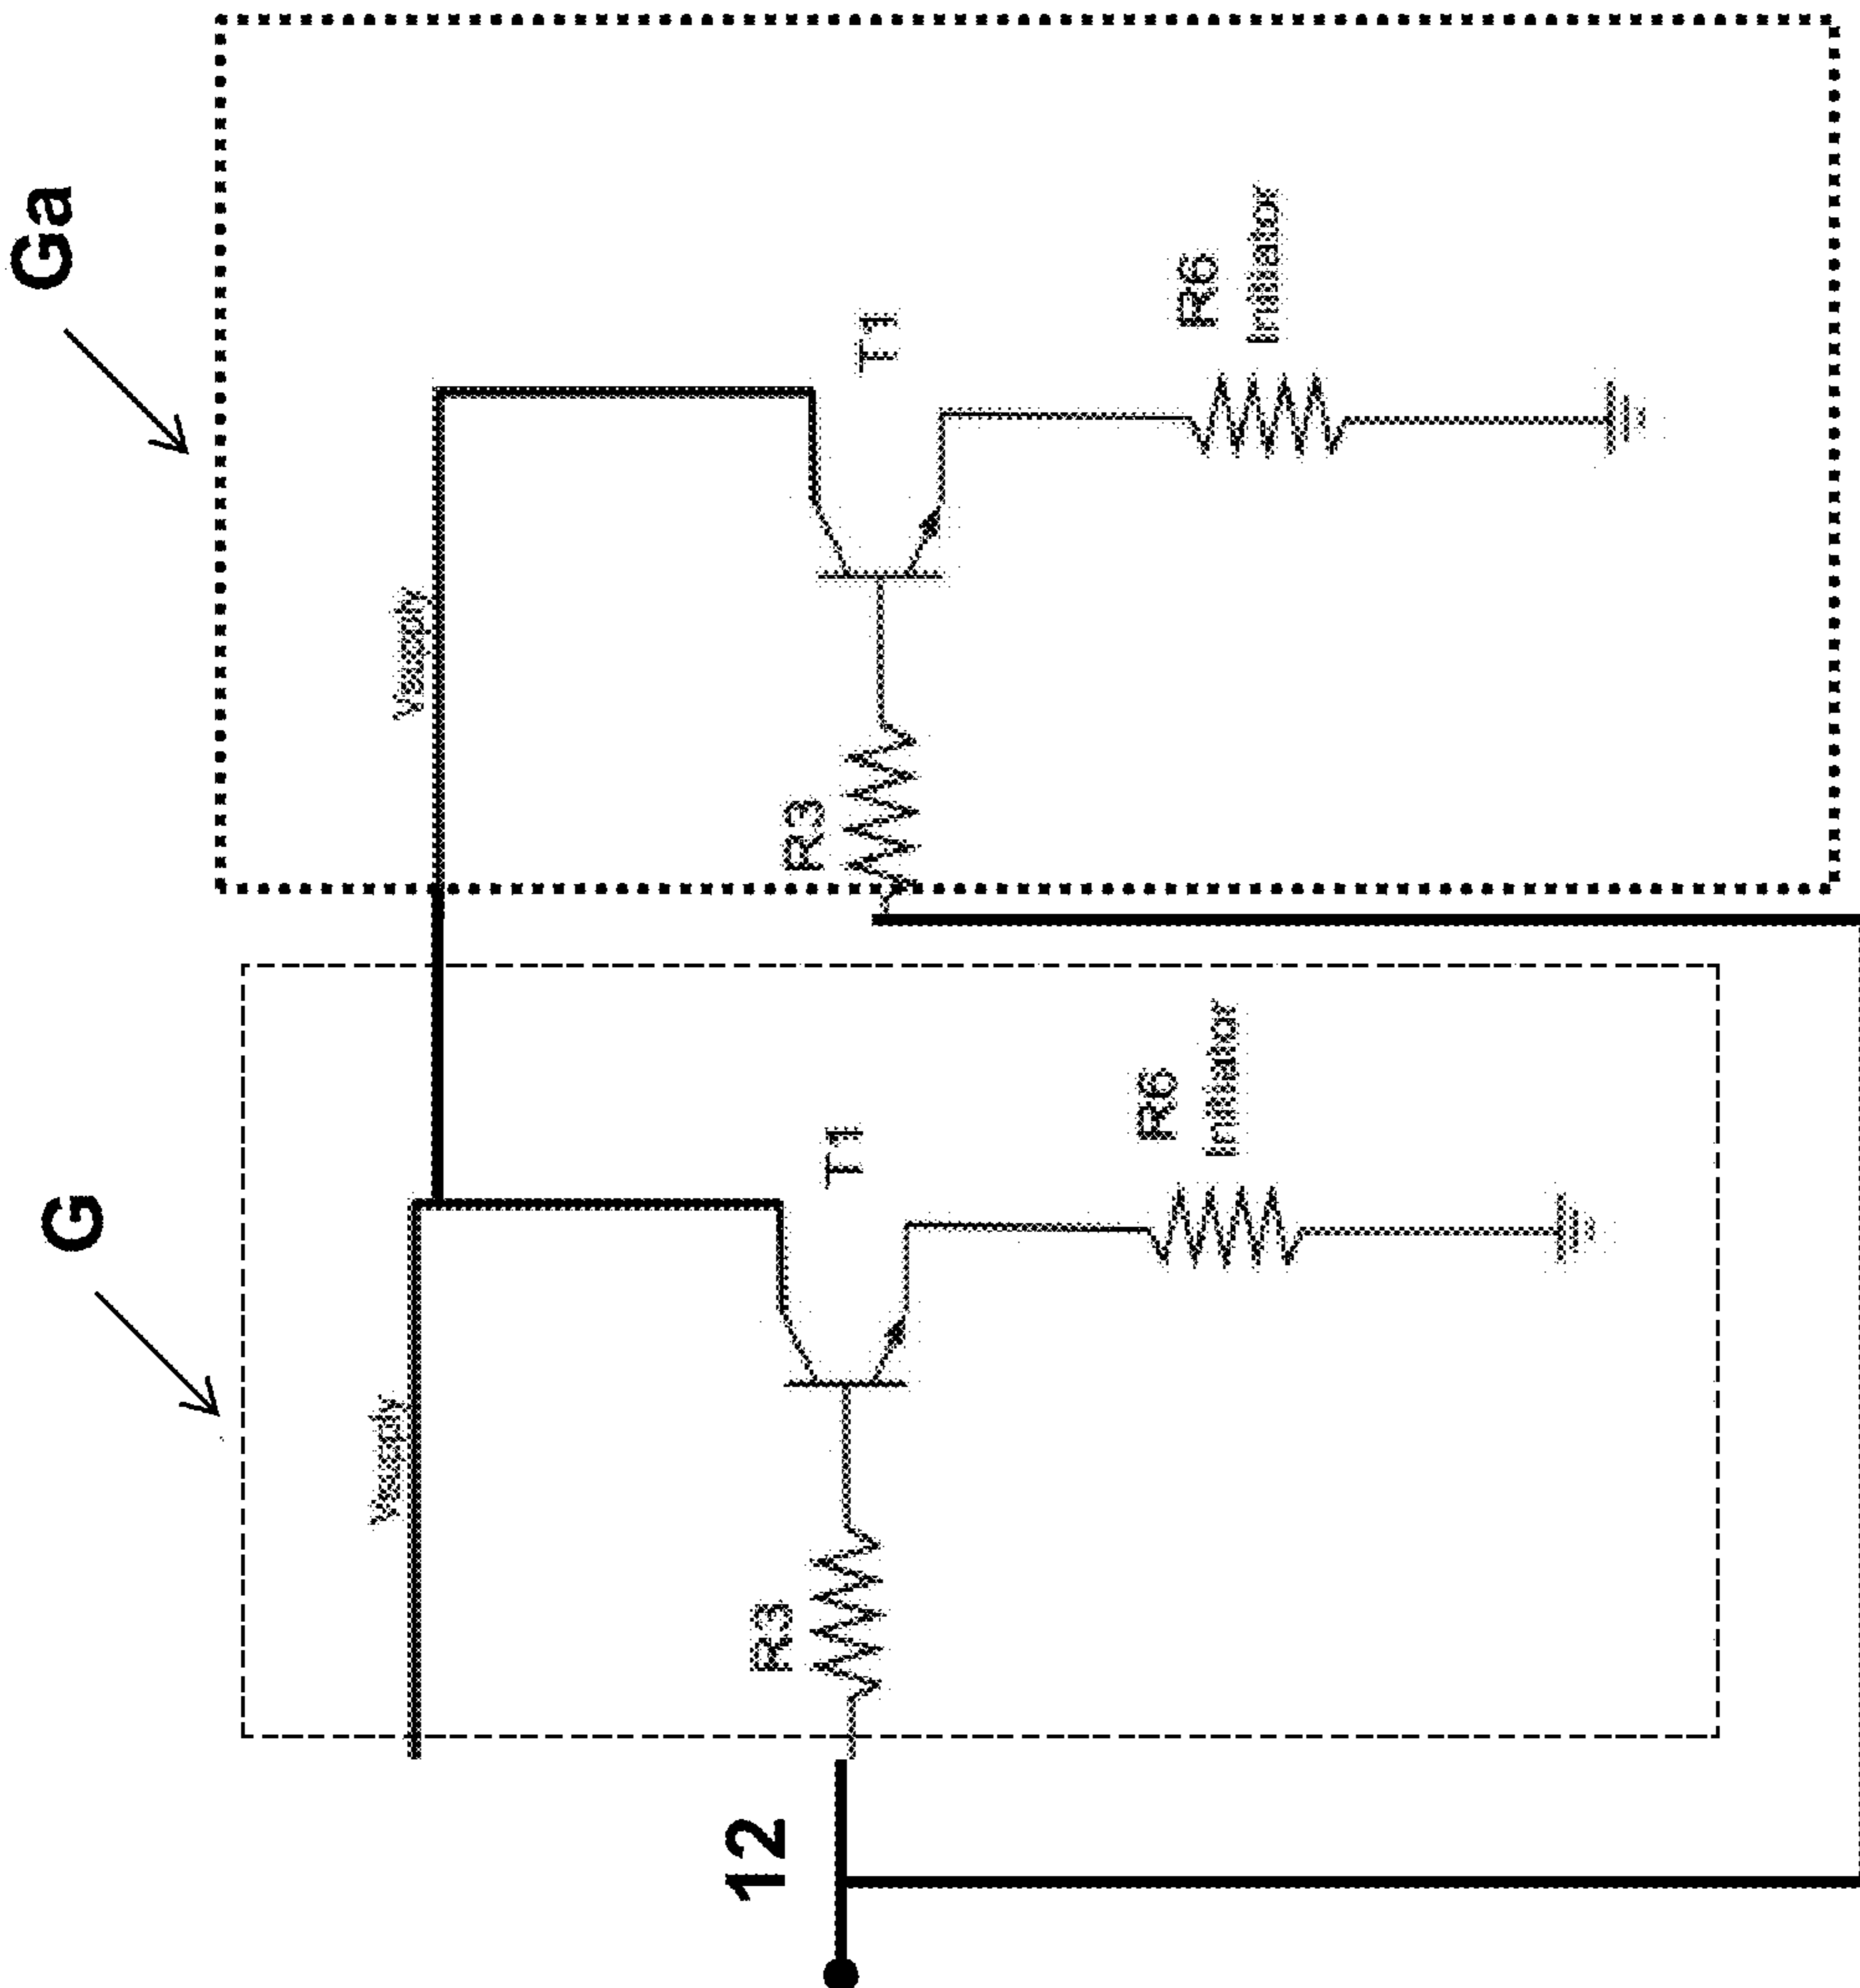 G
Ga
Vsupply
Vsupply
T1
T1
R3
R3
R6
Initiator
R6
Initiator
12